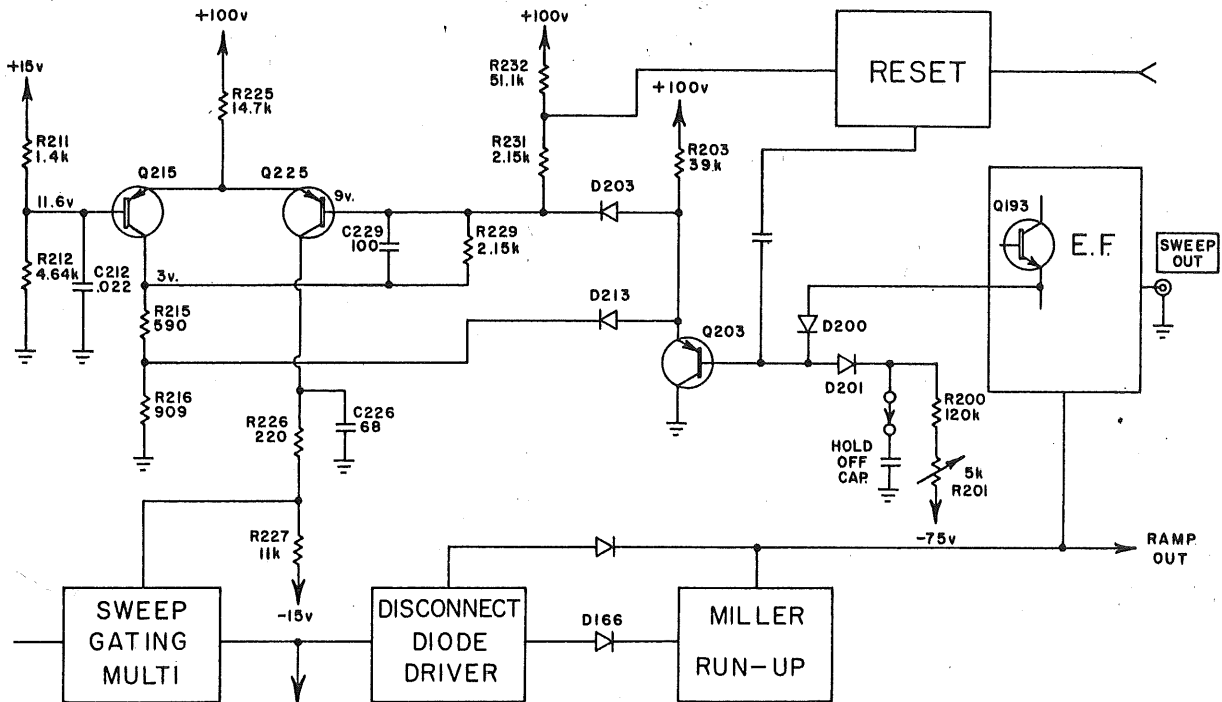 +100v
+100v
+15v
R232
51.1k
RESET
+100v
R225
14.7k
R211
1.4k
R231
2.15k
R203
39k
Q215
Q225
D203
11.6v
9v.
Q193
E.F.
SWEEP
OUT
C229
100
R229
2.15k
R212
4.64k
C212
.022
3v.
D213
R215
590
Q203
D200
D201
R216
909
R226
220
C226
68
R200
120k
HOLD
OFF
CAP.
5k
R201
R227
11k
-75v
RAMP
OUT
-15v
SWEEP
GATING
MULTI
DISCONNECT
DIODE
DRIVER
D166
MILLER
RUN-UP